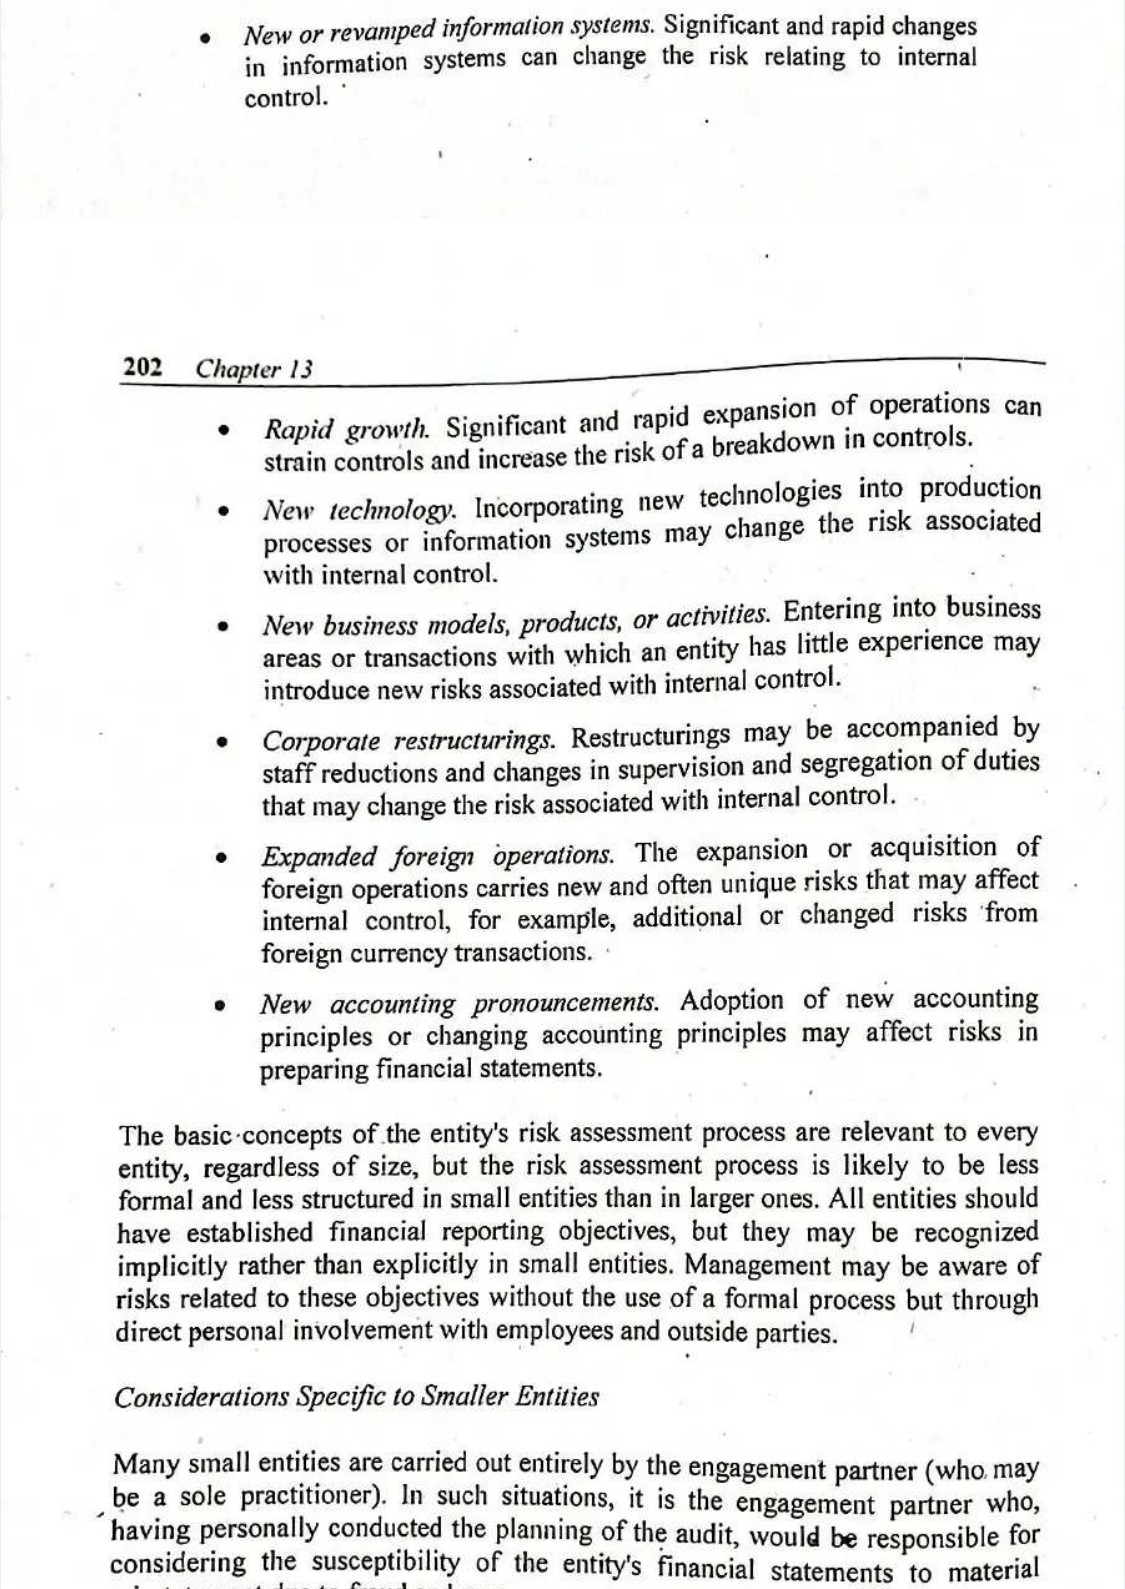 • New or revamped information systems. Significant and rapid changes
in information systems can change the risk relating to internal
control.
202 Chapter 13
• Rapid growth. Significant and rapid expansion of operations can
strain controls and increase the risk of a breakdown in controls.
• New technology. Incorporating new technologies into production
processes or information systems may change the risk associated
with internal control.
• New business models, products, or activities. Entering into business
areas or transactions with which an entity has little experience may
introduce new risks associated with internal control.
• Corporate restructurings. Restructurings may be accompanied by
staff reductions and changes in supervision and segregation of duties
that may change the risk associated with internal control.
• Expanded foreign operations. The expansion or acquisition of
foreign operations carries new and often unique risks that may affect
internal control, for example, additional or changed risks from
foreign currency transactions.
• New accounting pronouncements. Adoption of new accounting
principles or changing accounting principles may affect risks in
preparing financial statements.
The basic concepts of the entity's risk assessment process are relevant to every
entity, regardless of size, but the risk assessment process is likely to be less
formal and less structured in small entities than in larger ones. All entities should
have established financial reporting objectives, but they may be recognized
implicitly rather than explicitly in small entities. Management may be aware of
risks related to these objectives without the use of a formal process but through
direct personal involvement with employees and outside parties.
Considerations Specific to Smaller Entities
Many small entities are carried out entirely by the engagement partner (who may
be a sole practitioner). In such situations, it is the engagement partner who,
having personally conducted the planning of the audit, would be responsible for
considering the susceptibility of the entity's financial statements to material